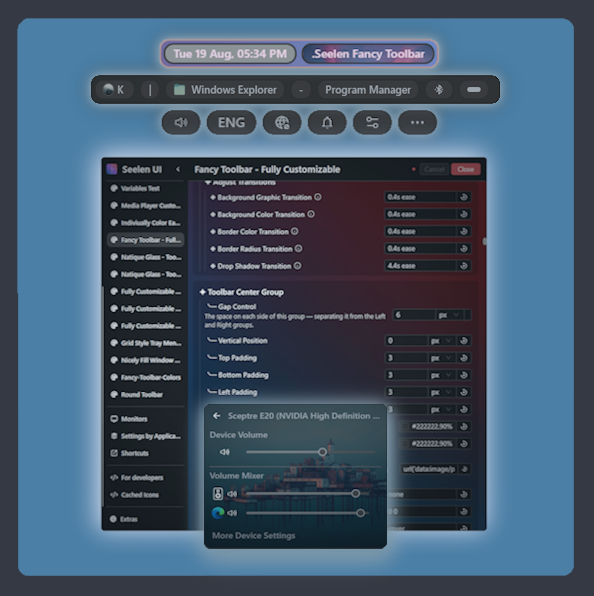 Tue 19 Aug, 05:34 PM
.Seelen Fancy Toolbar
K | Windows Explorer - Program Manager
ENG
Seelen UI
Fancy Toolbar - Fully Customizable
Cancel
Close
Variables Test
Media Player Custo...
Indiviually Color Ea...
Fancy Toolbar - Full...
Natique Glass - Too...
Natique Glass - Too...
Fully Customizable ...
Fully Customizable ...
Fully Customizable ...
Grid Style Tray Men...
Nicely Fill Window ...
Fancy-Toolbar-Colors
Round Toolbar
Monitors
Settings by Applica...
Shortcuts
For developers
Cached Icons
Extras
Adjust Transitions
Background Graphic Transition
0.4s ease
Background Color Transition
0.4s ease
Border Color Transition
0.4s ease
Border Radius Transition
0.4s ease
Drop Shadow Transition
4.4s ease
Toolbar Center Group
Gap Control
The space on each side of this group — separating it from the Left
and Right groups.
6 px
Vertical Position
0 px
Top Padding
3 px
Bottom Padding
3 px
Left Padding
3 px
3 px
#222222.90%
#222222.90%
url('data:image/p
none
0 0
Sceptre E20 (NVIDIA High Definition ...
Device Volume
Volume Mixer
More Device Settings